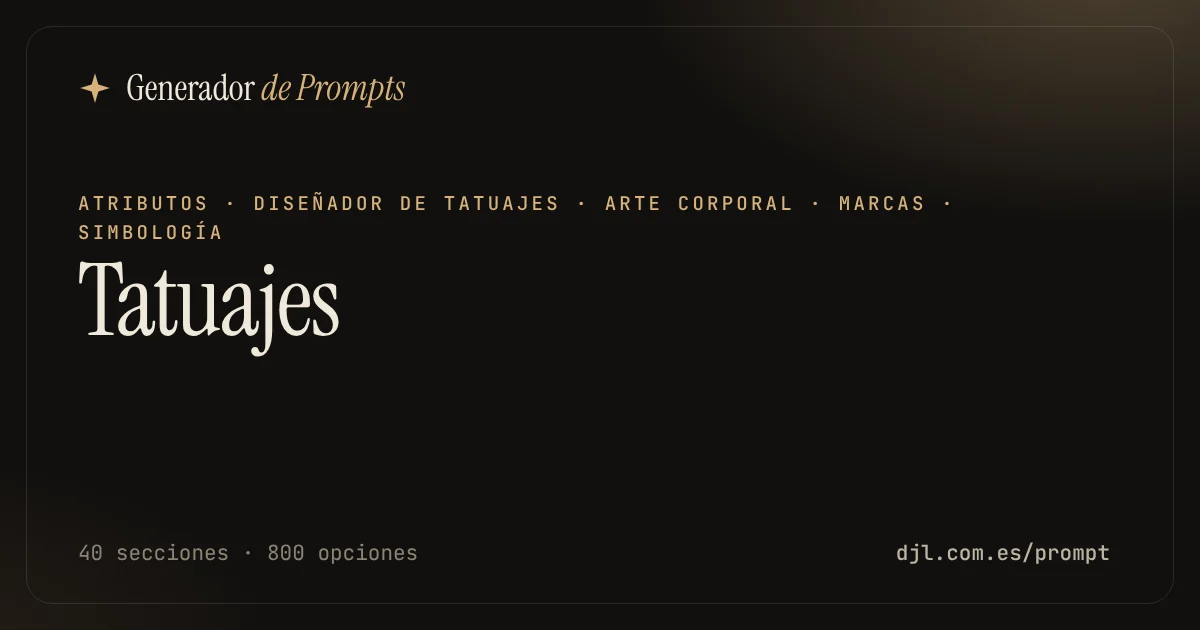 Generador de Prompts
ATRIBUTOS · DISEÑADOR DE TATUAJES · ARTE CORPORAL · MARCAS ·
SIMBOLOGÍA
Tatuajes
40 secciones · 800 opciones
djl.com.es/prompt